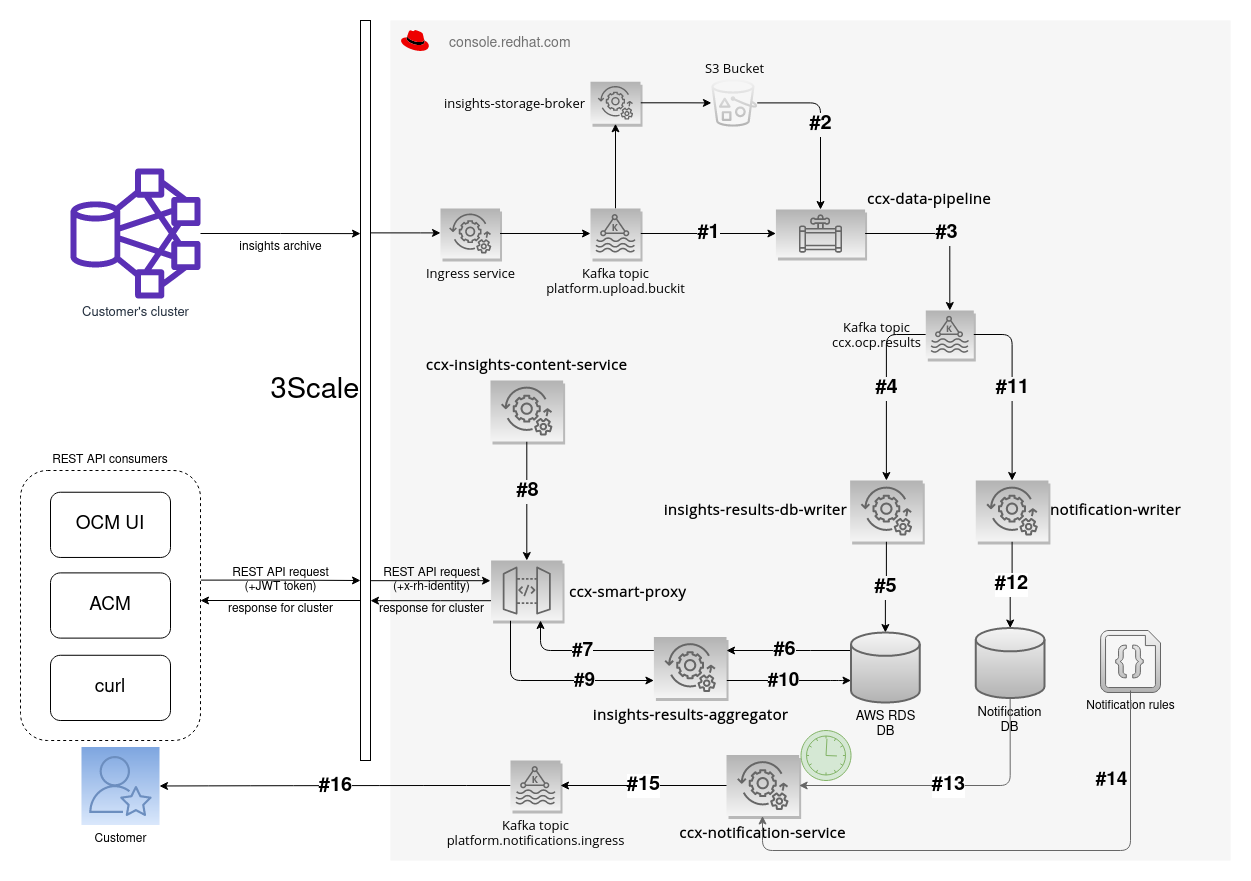 console.redhat.com
S3 Bucket
insights-storage-broker
#2
ccx-data-pipeline
#1
#3
insights archive
Ingress service
Kafka topic
platform.upload.buckit
Customer's cluster
Kafka topic
ccx.ocp.results
ccx-insights-content-service
3Scale
#4
#11
REST API consumers
#8
OCM UI
insights-results-db-writer
notification-writer
REST API request
(+JWT token)
response for cluster
REST API request
(+x-rh-identity)
response for cluster
ccx-smart-proxy
#5
#12
ACM
#7
#6
curl
#9
#10
insights-results-aggregator
AWS RDS
DB
Notification
DB
Notification rules
#16
#15
#13
#14
Kafka topic
platform.notifications.ingress
ccx-notification-service
Customer
K
K
K